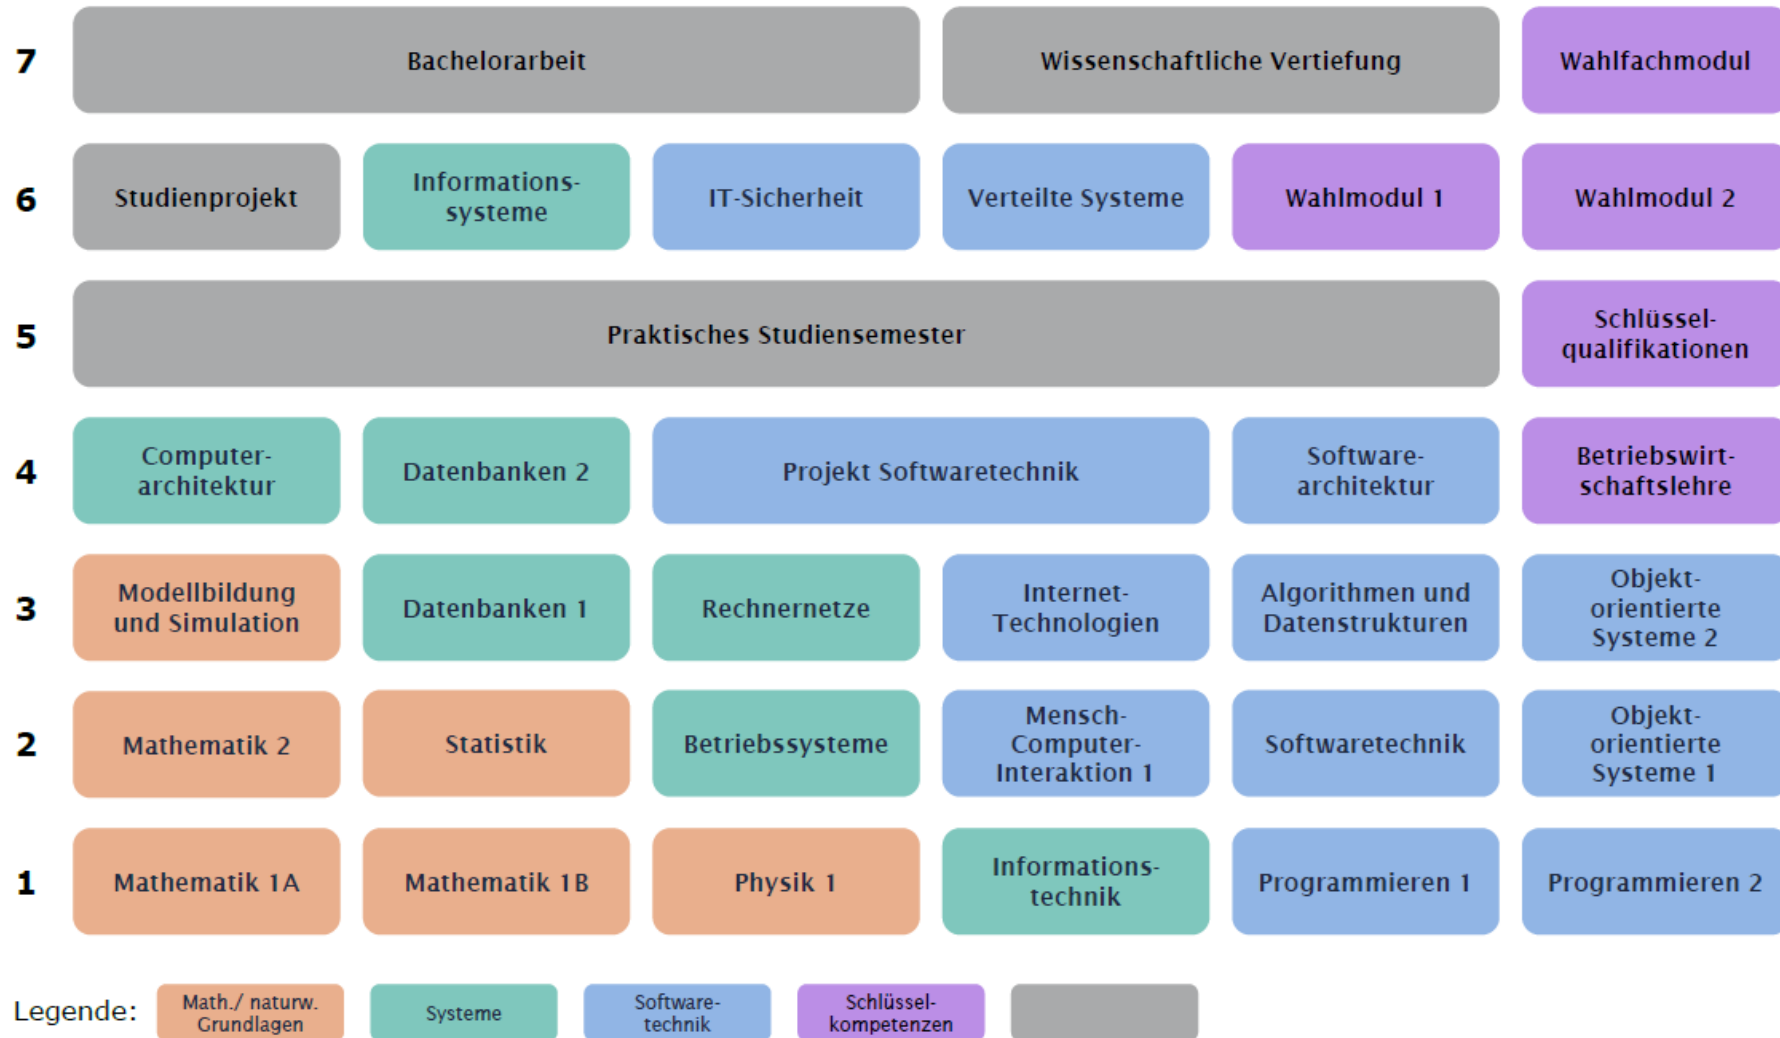 7
Bachelorarbeit
Wissenschaftliche Vertiefung
Wahlfachmodul
6
Studienprojekt
Informations-
systeme
IT-Sicherheit
Verteilte Systeme
Wahlmodul 1
Wahlmodul 2
5
Praktisches Studiensemester
Schlüssel-
qualifikationen
4
Computer-
architektur
Datenbanken 2
Projekt Softwaretechnik
Software-
architektur
Betriebswirt-
schaftslehre
3
Modellbildung
und Simulation
Datenbanken 1
Rechnernetze
Internet-
Technologien
Algorithmen und
Datenstrukturen
Objekt-
orientierte
Systeme 2
2
Mathematik 2
Statistik
Betriebssysteme
Mensch-
Computer-
Interaktion 1
Softwaretechnik
Objekt-
orientierte
Systeme 1
1
Mathematik 1A
Mathematik 1B
Physik 1
Informations-
technik
Programmieren 1
Programmieren 2
Legende:
Math./ naturw.
Grundlagen
Systeme
Software-
technik
Schlüssel-
kompetenzen